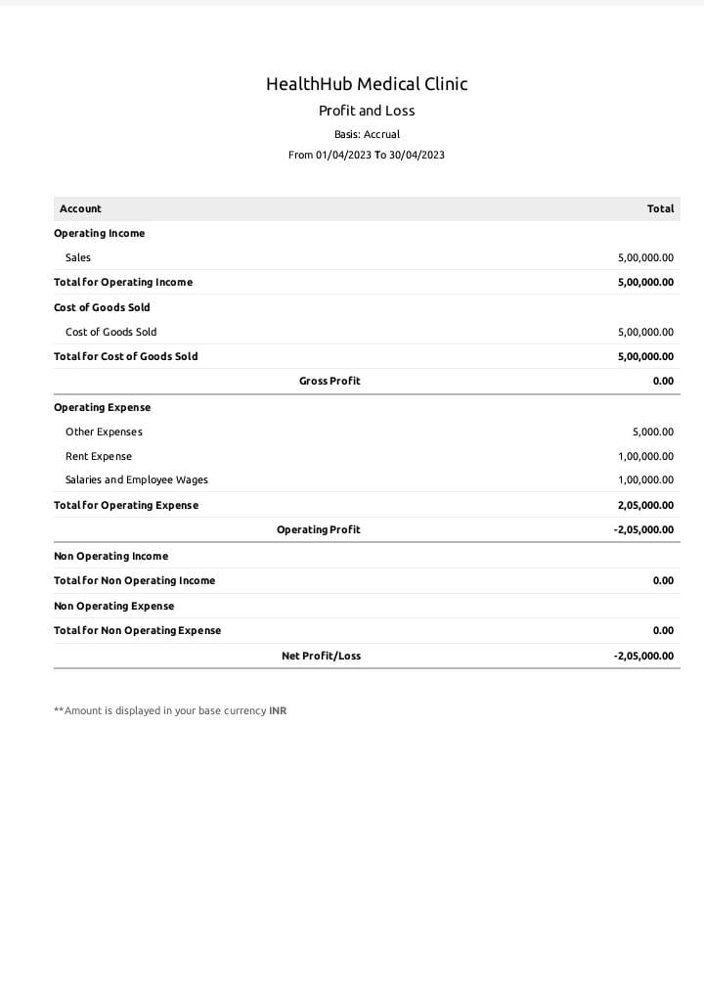 HealthHub Medical Clinic
Profit and Loss
Basis: Accrual
From 01/04/2023 To 30/04/2023
Account Total
Operating Income
Sales 5,00,000.00
Total for Operating Income 5,00,000.00
Cost of Goods Sold
Cost of Goods Sold 5,00,000.00
Total for Cost of Goods Sold 5,00,000.00
Gross Profit 0.00
Operating Expense
Other Expenses 5,000.00
Rent Expense 1,00,000.00
Salaries and Employee Wages 1,00,000.00
Total for Operating Expense 2,05,000.00
Operating Profit -2,05,000.00
Non Operating Income
Total for Non Operating Income 0.00
Non Operating Expense
Total for Non Operating Expense 0.00
Net Profit/Loss -2,05,000.00
**Amount is displayed in your base currency INR